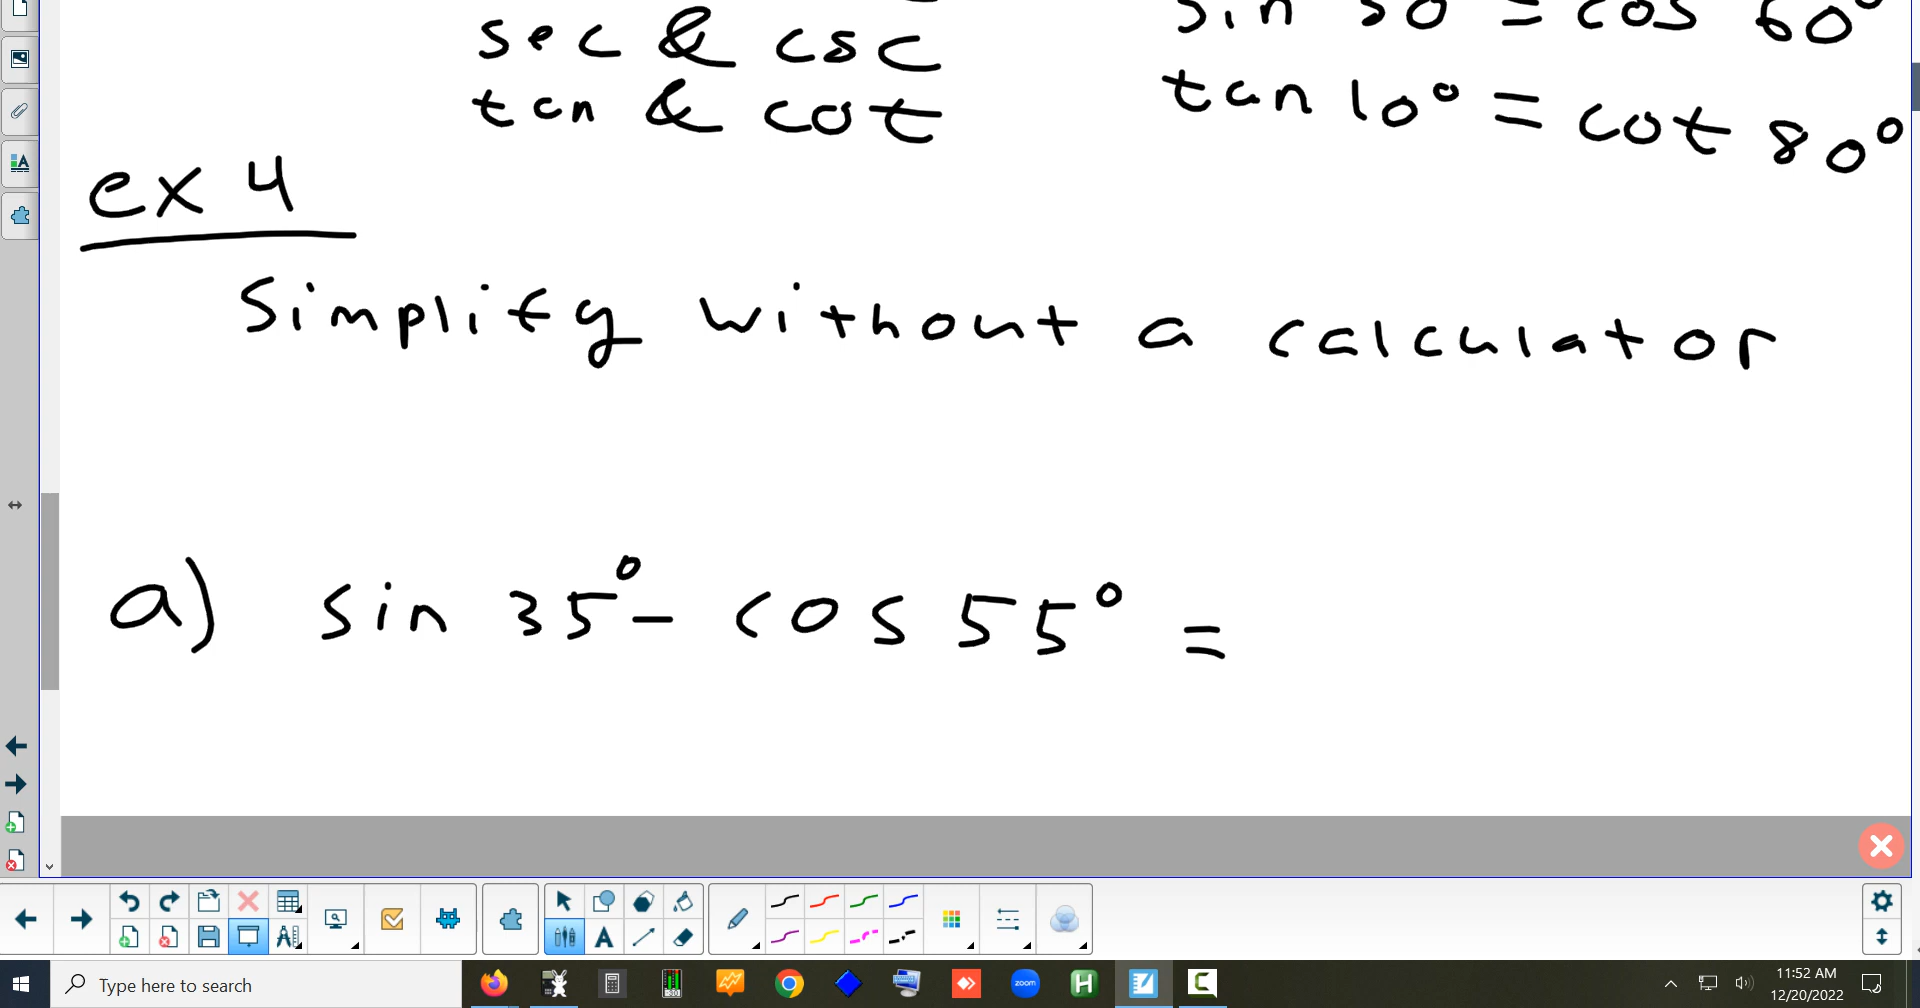 sec & csc
sin 30 = cos 60°
tan & cot
tan 10° = cot 80°
ex 4
Simplify without a calculator
a) sin 35° - cos 55° =
Type here to search
zoom
H
11:52 AM
12/20/2022